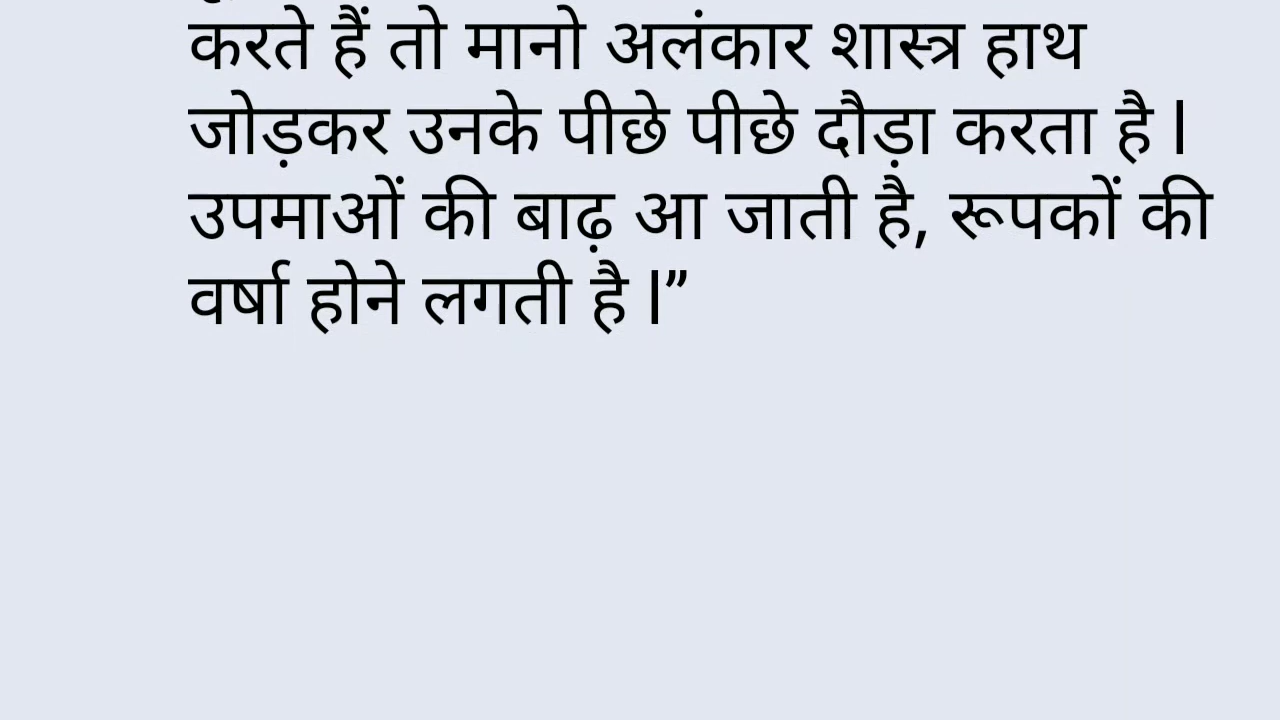 करते हैं तो मानो अलंकार शास्त्र हाथ
जोड़कर उनके पीछे पीछे दौड़ा करता है l
उपमाओं की बाढ़ आ जाती है, रूपकों की
वर्षा होने लगती है l”